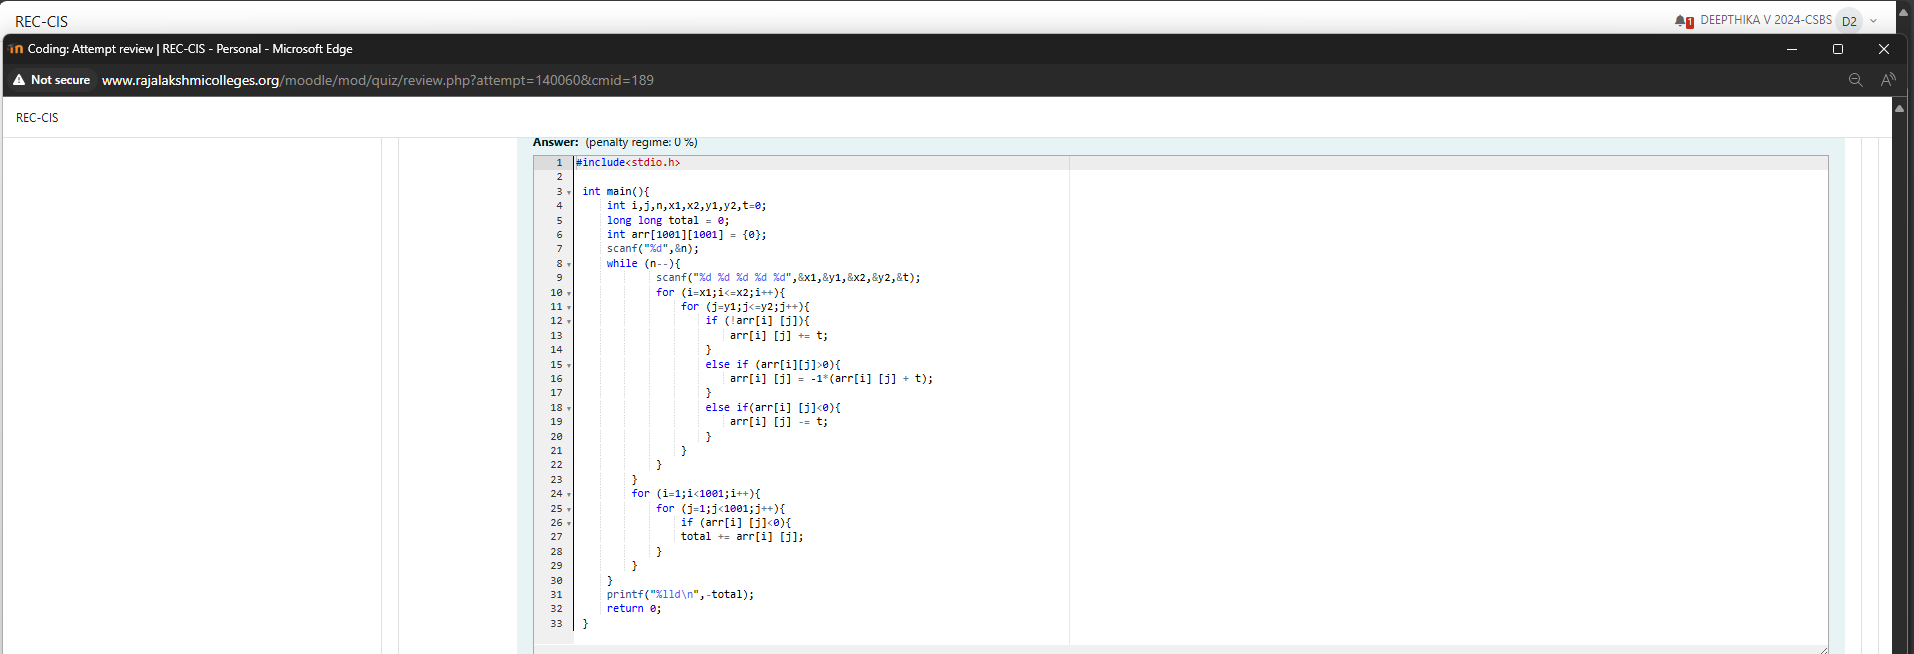 REC-CIS
1 DEEPTHIKA V 2024-CSBS D2
Coding: Attempt review | REC-CIS - Personal - Microsoft Edge
Not secure www.rajalakshmicolleges.org/moodle/mod/quiz/review.php?attempt=140060&cmid=189
REC-CIS
Answer: (penalty regime: 0 %)
1 #include<stdio.h>
2
3 int main(){
4 int i,j,n,x1,x2,y1,y2,t=0;
5 long long total = 0;
6 int arr[1001][1001] = {0};
7 scanf("%d",&n);
8 while (n--){
9 scanf("%d %d %d %d %d",&x1,&y1,&x2,&y2,&t);
10 for (i=x1;i<=x2;i++){
11 for (j=y1;j<=y2;j++){
12 if (!arr[i] [j]){
13 arr[i] [j] += t;
14 }
15 else if (arr[i][j]>0){
16 arr[i] [j] = -1*(arr[i] [j] + t);
17 }
18 else if(arr[i] [j]<0){
19 arr[i] [j] -= t;
20 }
21 }
22 }
23 }
24 for (i=1;i<1001;i++){
25 for (j=1;j<1001;j++){
26 if (arr[i] [j]<0){
27 total += arr[i] [j];
28 }
29 }
30 }
31 printf("%lld\n",-total);
32 return 0;
33 }